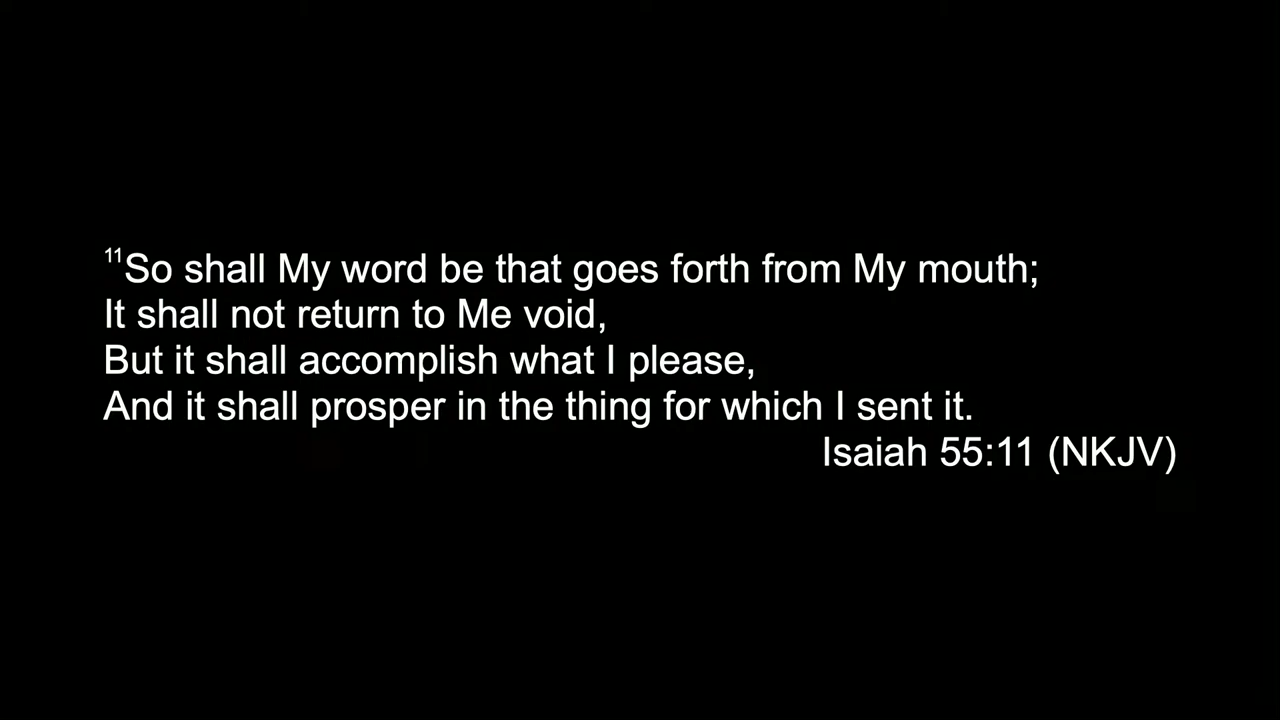 11So shall My word be that goes forth from My mouth;
It shall not return to Me void,
But it shall accomplish what I please,
And it shall prosper in the thing for which I sent it.
Isaiah 55:11 (NKJV)